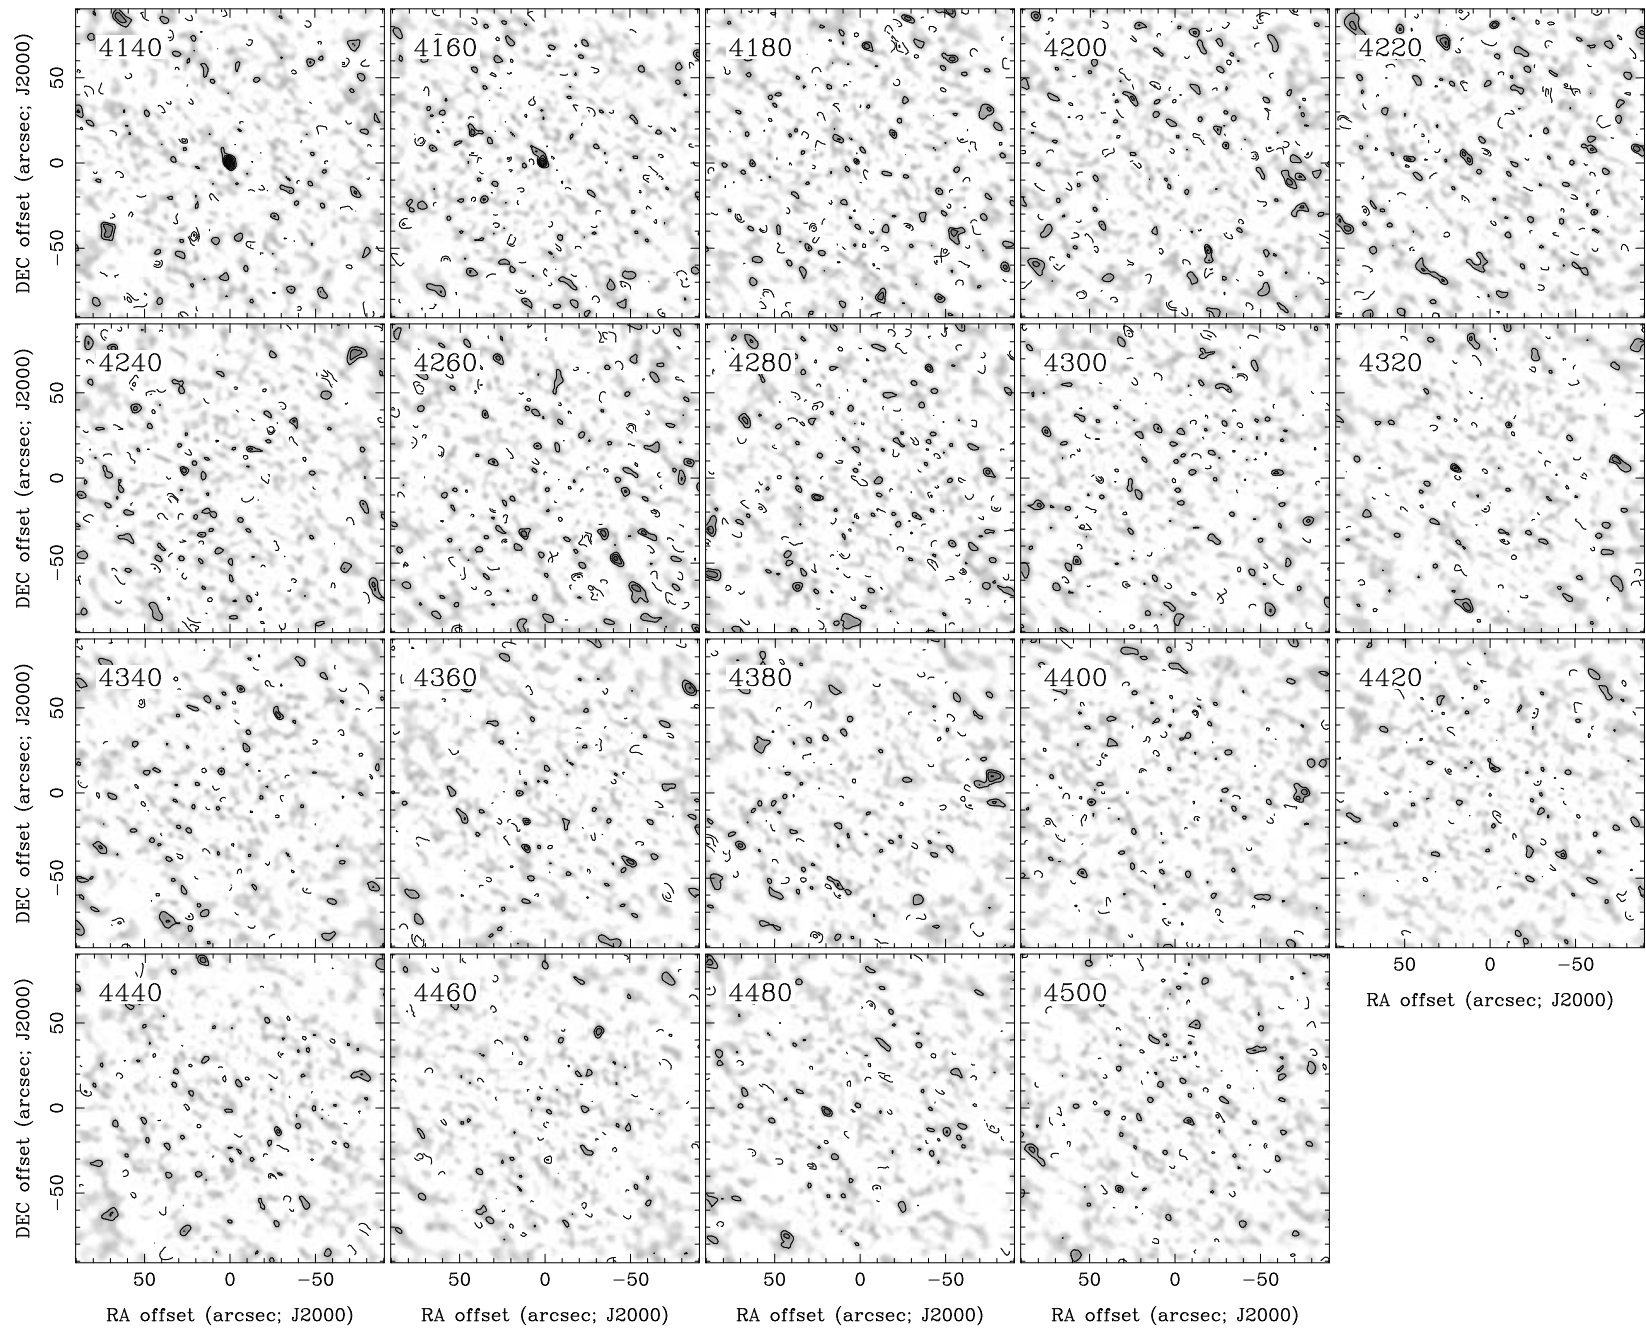 4140 4160 4180 4200 4220
50 0 −50
DEC offset (arcsec; J2000)
4240 4260 4280 4300 4320
50 0 −50
DEC offset (arcsec; J2000)
4340 4360 4380 4400 4420
50 0 −50
DEC offset (arcsec; J2000)
50 0 −50
RA offset (arcsec; J2000)
4440 4460 4480 4500
50 0 −50
DEC offset (arcsec; J2000)
50 0 −50 50 0 −50 50 0 −50 50 0 −50
RA offset (arcsec; J2000) RA offset (arcsec; J2000) RA offset (arcsec; J2000) RA offset (arcsec; J2000)